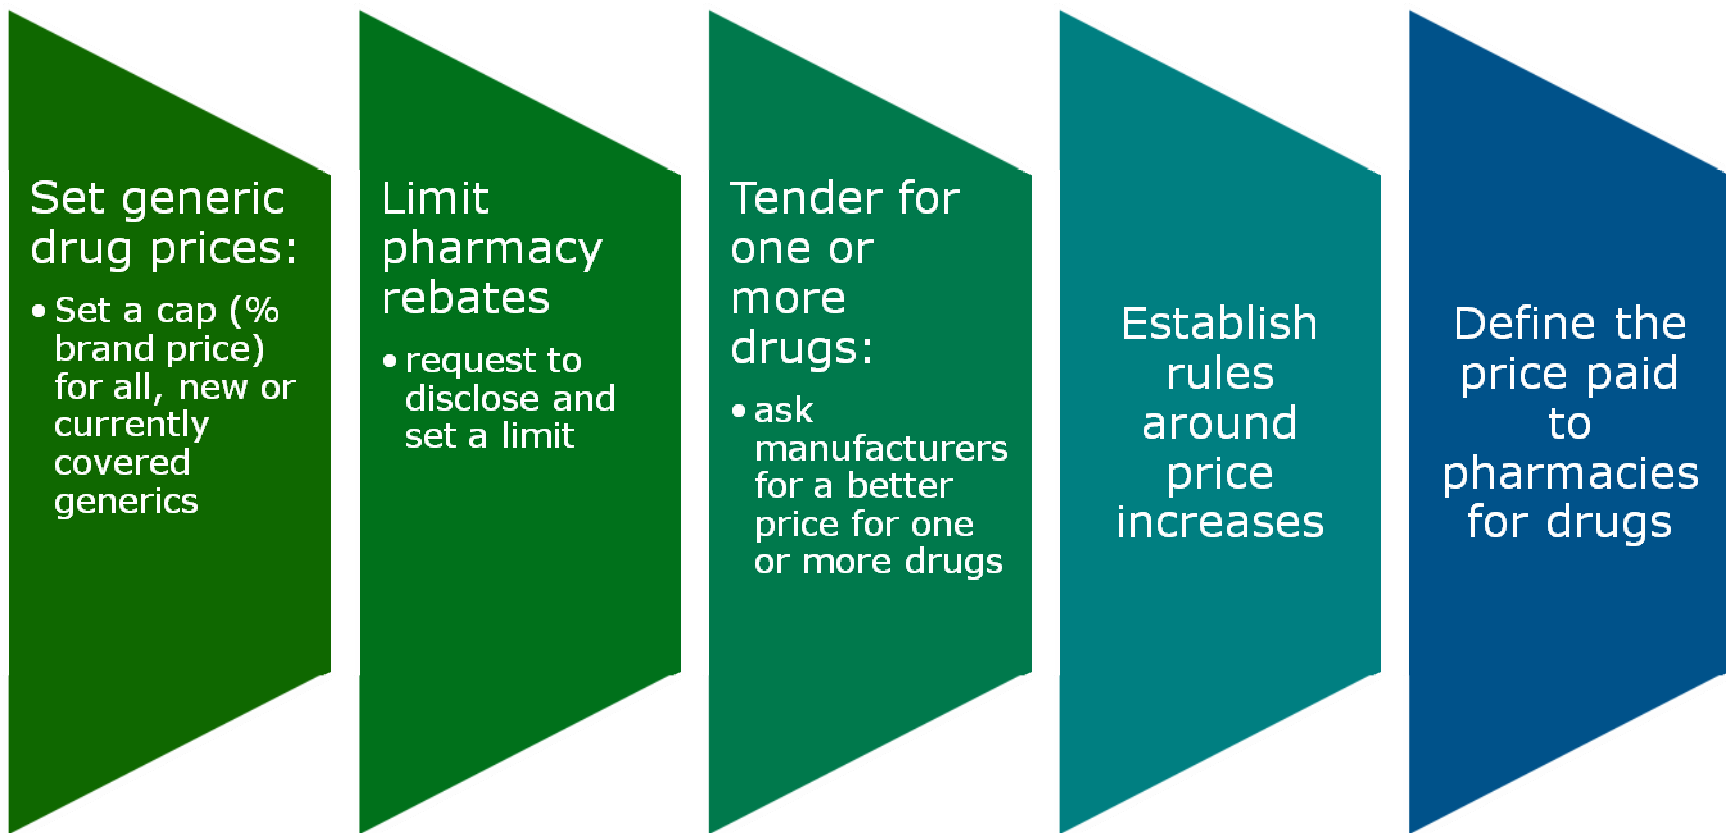 Set generic
drug prices:
• Set a cap (%
brand price)
for all, new or
currently
covered
generics
Limit
pharmacy
rebates
• request to
disclose and
set a limit
Tender for
one or
more
drugs:
• ask
manufacturers
for a better
price for one
or more drugs
Establish
rules
around
price
increases
Define the
price paid
to
pharmacies
for drugs